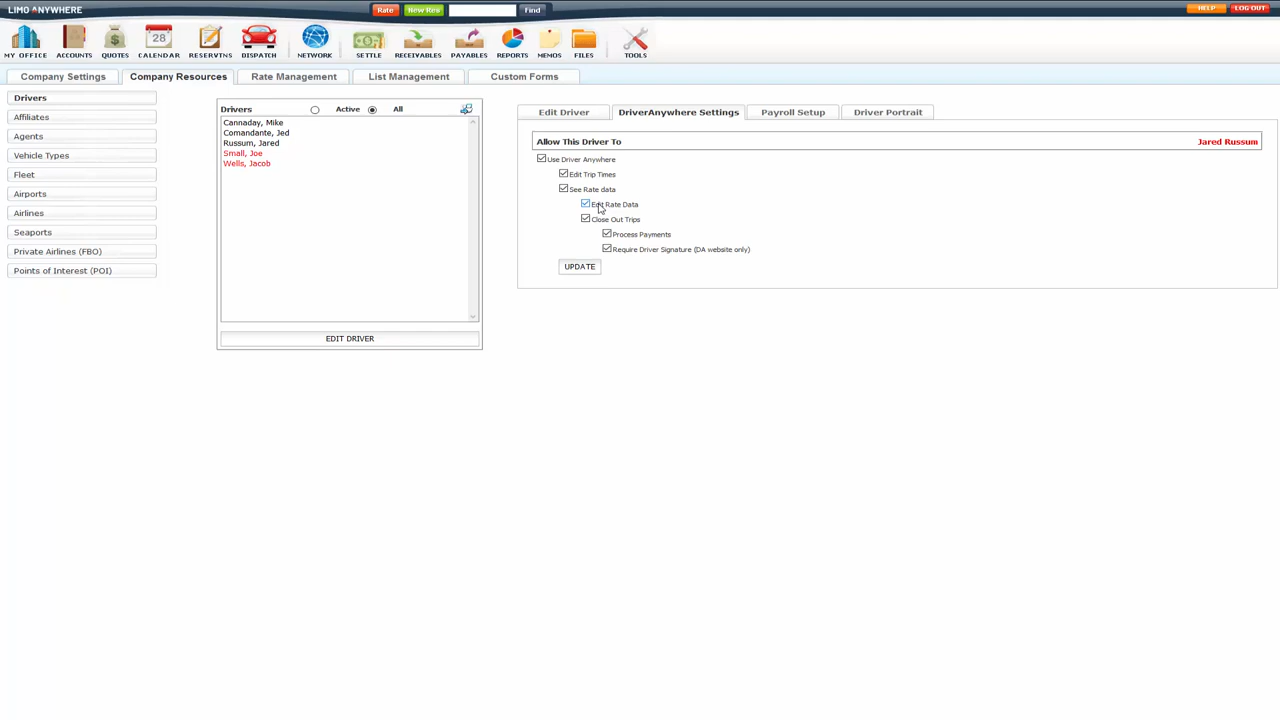 LIMO ANYWHERE
Rate New Res Find HELP LOG OUT
MY OFFICE ACCOUNTS QUOTES CALENDAR RESERVTNS DISPATCH NETWORK SETTLE RECEIVABLES PAYABLES REPORTS MEMOS FILES TOOLS
28
Company Settings Company Resources Rate Management List Management Custom Forms
Drivers
Affiliates
Agents
Vehicle Types
Fleet
Airports
Airlines
Seaports
Private Airlines (FBO)
Points of Interest (POI)
Drivers Active All
Cannaday, Mike
Comandante, Jed
Russum, Jared
Small, Joe
Wells, Jacob
EDIT DRIVER
Edit Driver DriverAnywhere Settings Payroll Setup Driver Portrait
Allow This Driver To Jared Russum
Use Driver Anywhere
Edit Trip Times
See Rate data
Edit Rate Data
Close Out Trips
Process Payments
Require Driver Signature (DA website only)
UPDATE